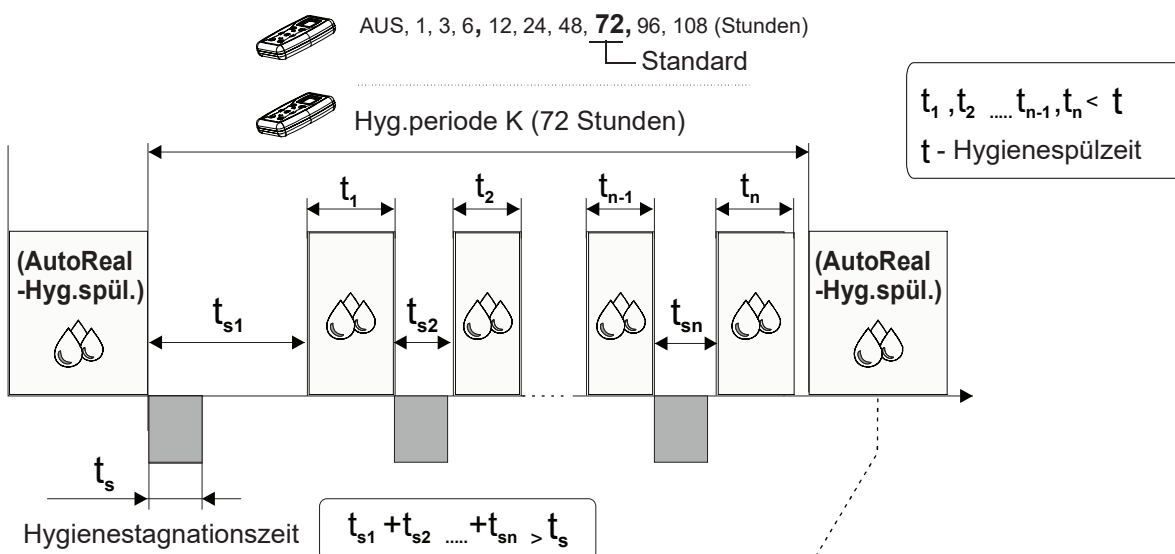 AUS, 1, 3, 6, 12, 24, 48, 72, 96, 108 (Stunden)
Standard
Hyg.periode K (72 Stunden)
t1 ,t2 ..... tn-1,tn< t
t - Hygienespülzeit
t1
t2
tn-1
tn
(AutoReal
-Hyg.spül.)
(AutoReal
-Hyg.spül.)
ts1
ts2
tsn
ts
Hygienestagnationszeit
ts1 +ts2 ..... +tsn > ts